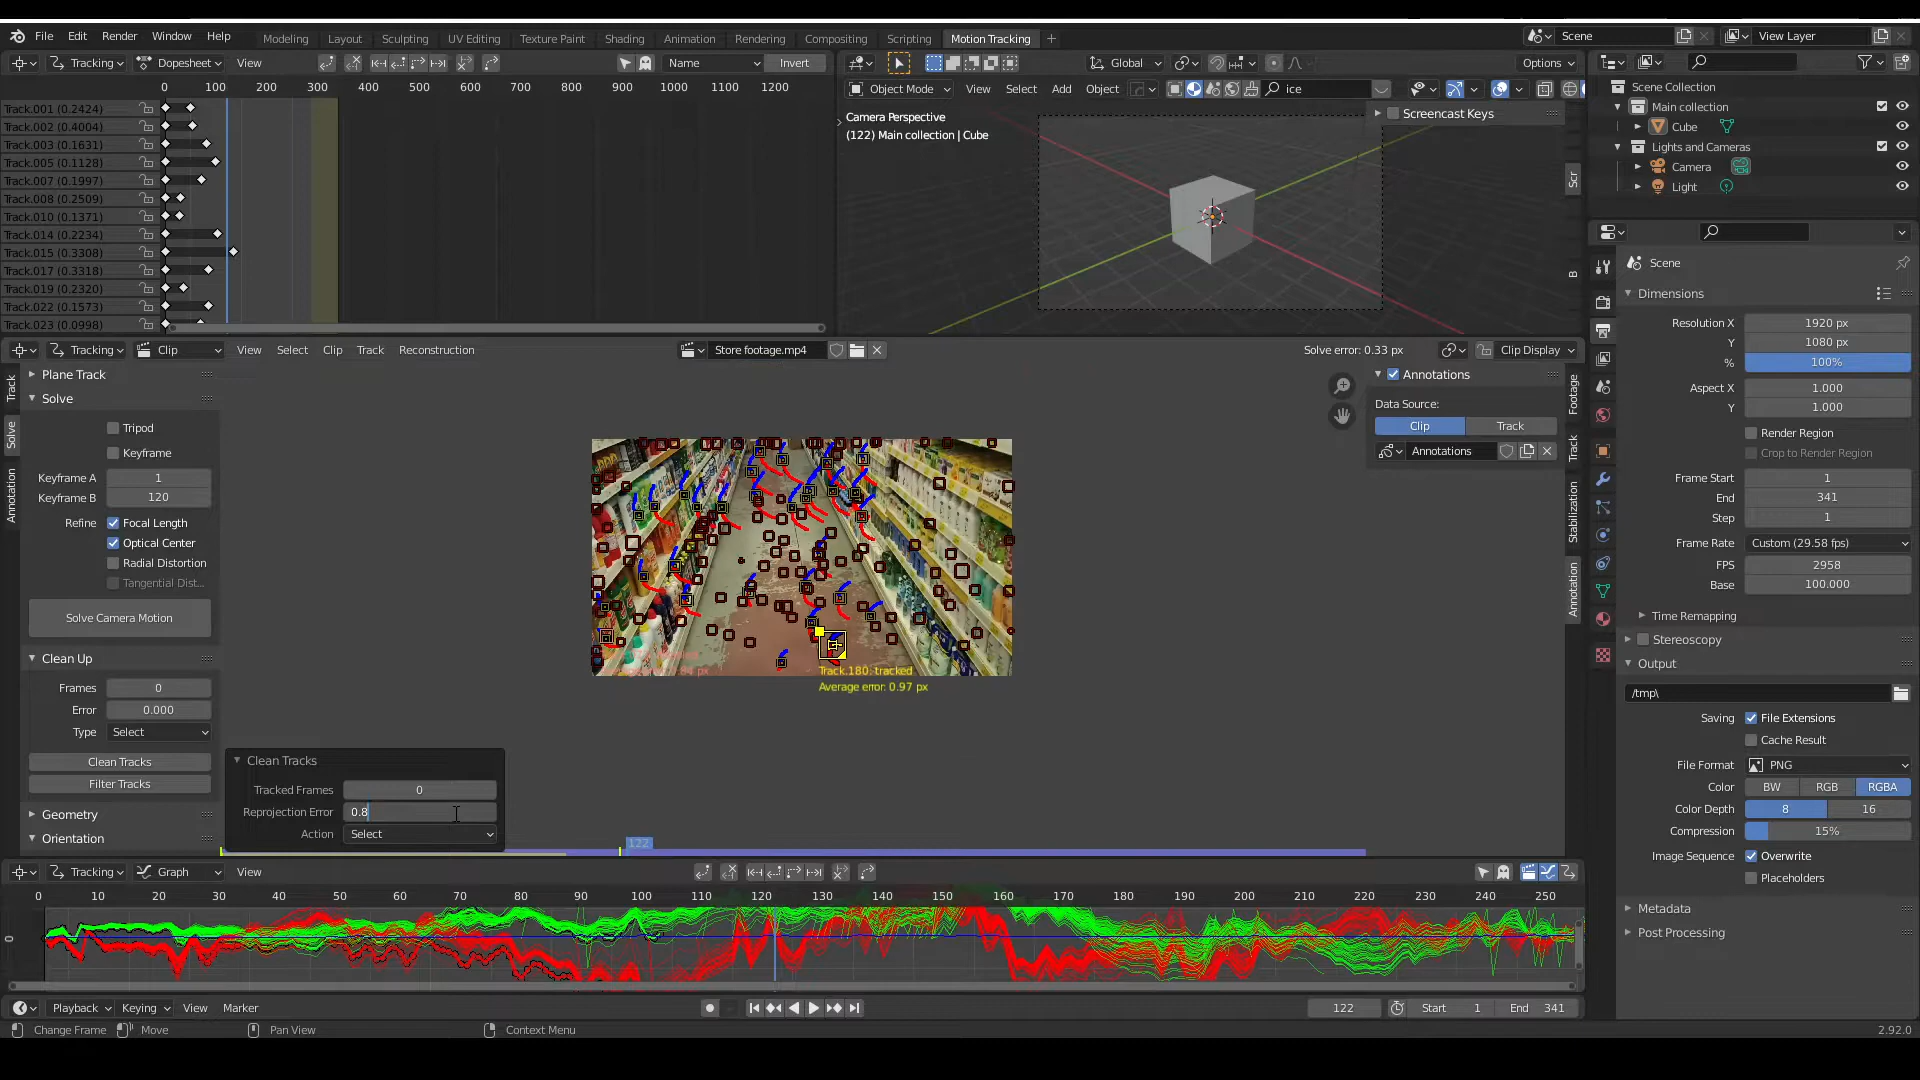 File Edit Render Window Help Modeling Layout Sculpting UV Editing Texture Paint Shading Animation Rendering Compositing Scripting Motion Tracking + Scene View Layer
Tracking Dopesheet View Name Invert
0 100 200 300 400 500 600 700 800 900 1000 1100 1200
Track.001 (0.2424)
Track.002 (0.4004)
Track.003 (0.1631)
Track.005 (0.1128)
Track.007 (0.1997)
Track.008 (0.2509)
Track.010 (0.1371)
Track.014 (0.2234)
Track.015 (0.3308)
Track.017 (0.3318)
Track.019 (0.2320)
Track.022 (0.1573)
Track.023 (0.0998)
Global Options
Object Mode View Select Add Object ice
Camera Perspective
(122) Main collection | Cube
Screencast Keys
Scr
B
Scene Collection
Main collection
Cube
Lights and Cameras
Camera
Light
Scene
Dimensions
Resolution X 1920 px
Y 1080 px
% 100%
Aspect X 1.000
Y 1.000
Render Region
Crop to Render Region
Frame Start 1
End 341
Step 1
Frame Rate Custom (29.58 fps)
FPS 2958
Base 100.000
Time Remapping
Stereoscopy
Output
/tmp\
Saving File Extensions
Cache Result
File Format PNG
Color BW RGB RGBA
Color Depth 8 16
Compression 15%
Image Sequence Overwrite
Placeholders
Metadata
Post Processing
Tracking Clip View Select Clip Track Reconstruction Store footage.mp4 Solve error: 0.33 px Clip Display
Track
Solve
Annotation
Plane Track
Solve
Tripod
Keyframe
Keyframe A 1
Keyframe B 120
Refine Focal Length
Optical Center
Radial Distortion
Tangential Dist...
Solve Camera Motion
Clean Up
Frames 0
Error 0.000
Type Select
Clean Tracks
Filter Tracks
Geometry
Orientation
Clean Tracks
Tracked Frames 0
Reprojection Error 0.8
Action Select
Track.180: tracked
Average error: 0.97 px
Annotations
Data Source:
Clip Track
Annotations
Footage
Track
Stabilization
Annotation
122
Tracking Graph View
0 10 20 30 40 50 60 70 80 90 100 110 120 130 140 150 160 170 180 190 200 210 220 230 240 250
0
Playback Keying View Marker 122 Start 1 End 341
Change Frame Move Pan View Context Menu 2.92.0